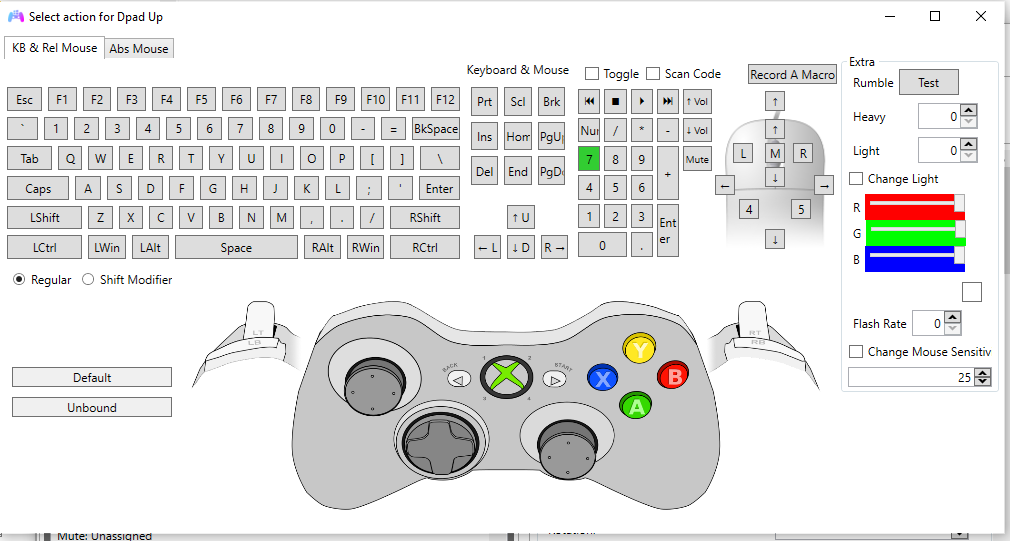 Select action for Dpad Up
KB & Rel Mouse Abs Mouse
Keyboard & Mouse Toggle Scan Code Record A Macro
Extra
Rumble Test
Heavy 0
Light 0
Change Light
R
G
B
Flash Rate 0
Change Mouse Sensitiv
25
Esc F1 F2 F3 F4 F5 F6 F7 F8 F9 F10 F11 F12 Prt Scl Brk ⏮ ■ ▶ ⏭ ↑ Vol
` 1 2 3 4 5 6 7 8 9 0 - = BkSpace Ins Hom PgUp Nur / * - ↓ Vol
Tab Q W E R T Y U I O P [ ] \ Del End PgDo 7 8 9 + Mute
Caps A S D F G H J K L ; ' Enter 4 5 6
LShift Z X C V B N M , . / RShift ↑ U 1 2 3 Ent er
LCtrl LWin LAlt Space RAlt RWin RCtrl ← L ↓ D R → 0 .
↑
↑
L M R
← ↓ →
4 5
↓
Regular Shift Modifier
Default
Unbound
LT
LB
BACK
START
1 2
3 4
Y
X B
A
RT
RB
Mute: Unassigned